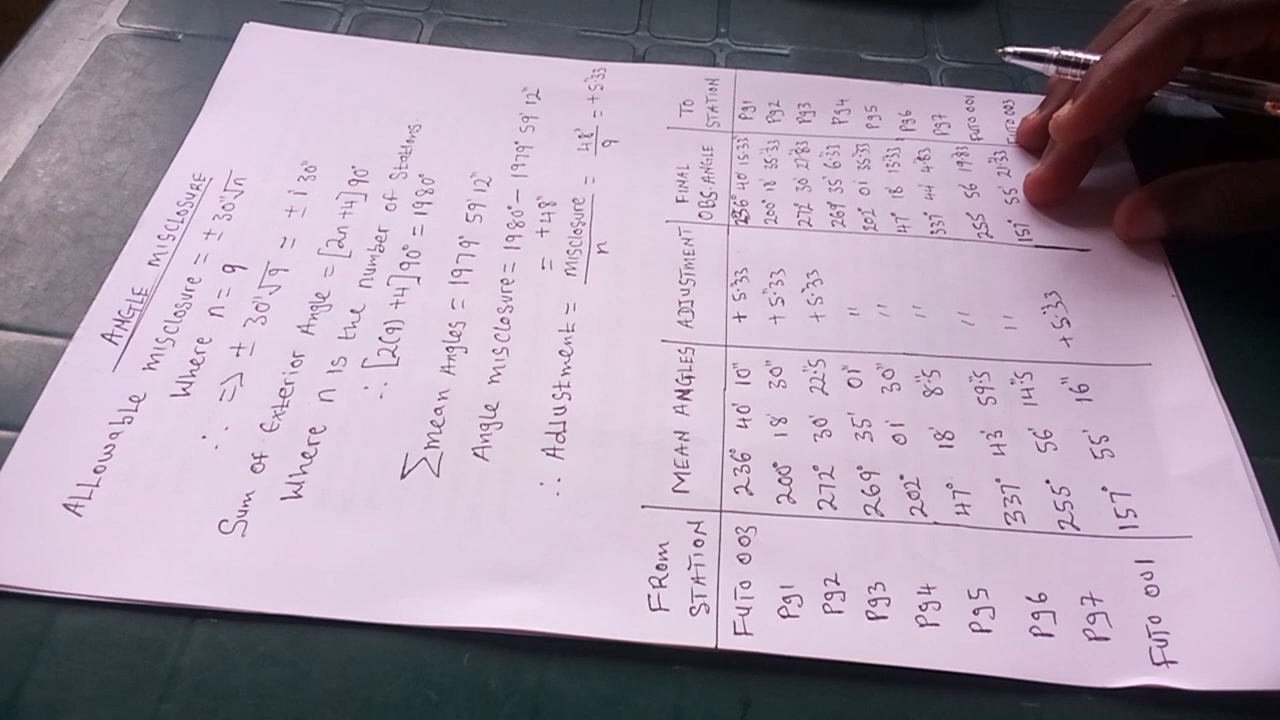 ANGLE MISCLOSURE
ALLOWable misclosure = ± 30"√n
Where n = 9
∴ => ± 30"√9 = ± 1' 30"
Sum of Exterior Angle = [2n+4]90°
Where n is the number of Stations.
∴ [2(9) +4]90° = 1980°
∑mean Angles = 1979° 59' 12"
Angle misclosure = 1980° - 1979° 59' 12"
= +48"
∴ Adjustment = misclosure / n = 48" / 9 = +5.33"
FROM STATION | MEAN ANGLES | ADJUSTMENT | FINAL OBS. ANGLE | TO STATION
FUTO 003 236° 40' 10" +5.33" 236° 40' 15.33" Pg1
Pg1 200° 18' 30" +5.33" 200° 18' 35.33 Pg2
Pg2 272° 30' 22.5" +5.33" 272° 30' 27.83 Pg3
Pg3 269° 35' 01" " 269° 35' 6.33 Pg4
Pg4 202° 01' 30" " 202° 01 35.33 Pg5
Pg5 47° 18' 8.5" " 47° 18 13.33 Pg6
Pg6 337° 43' 59.5" " 337° 44' 4.83 Pg7
Pg7 255° 56' 14.5" " 255 56 19.83 FUTO 001
FUTO 001 157° 55' 16" +5.33 157° 55 21.33 FUTO 003